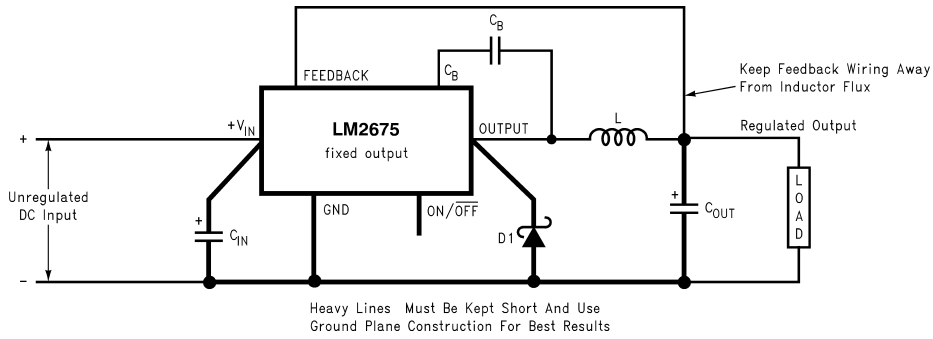 C_B
FEEDBACK
C_B
Keep Feedback Wiring Away
From Inductor Flux
+V_IN
LM2675
fixed output
OUTPUT
L
Regulated Output
+
Unregulated
DC Input
−
+
C_IN
GND
ON/O̅F̅F̅
D1
+
C_OUT
LOAD
Heavy Lines Must Be Kept Short And Use
Ground Plane Construction For Best Results